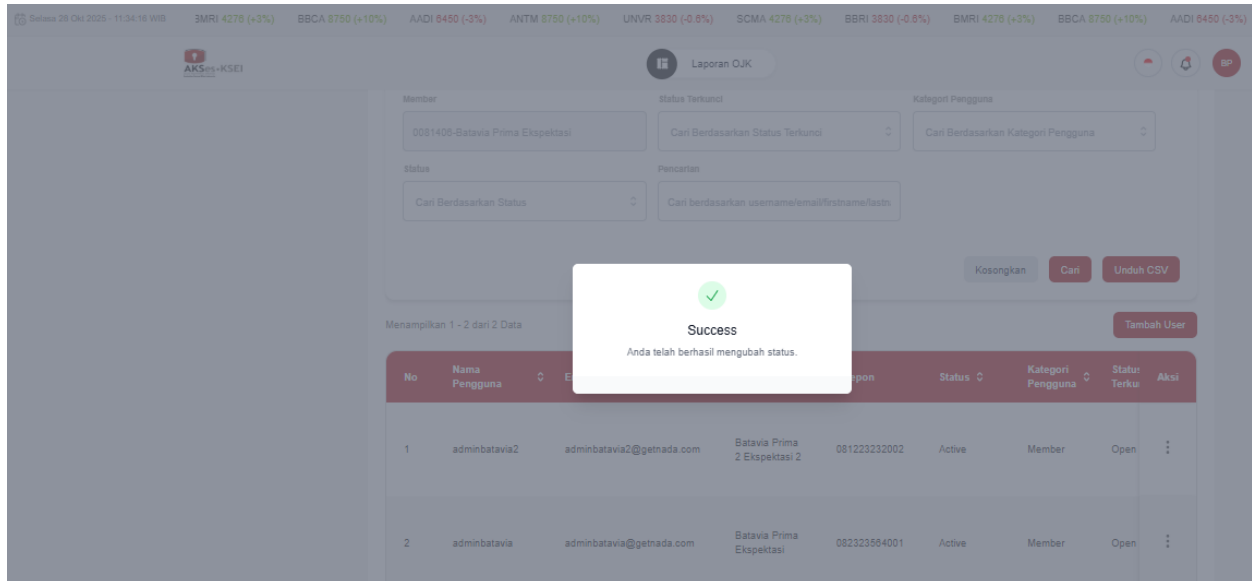 Selasa 28 Okt 2025 · 11:34:16 WIB BMRI 4276 (+3%) BBCA 8750 (+10%) AADI 6450 (-3%) ANTM 8750 (+10%) UNVR 3830 (-0.6%) SCMA 4276 (+3%) BBRI 3830 (-0.6%) BMRI 4276 (+3%) BBCA 8750 (+10%) AADI 6450 (-3%)
AKSes-KSEI
Laporan OJK
BP
Member Status Terkunci Kategori Pengguna
Batavia Prima Ekspektasi Cari Berdasarkan Status Terkunci Cari Berdasarkan Kategori Pengguna
Status Pencarian
Cari Berdasarkan Status Cari berdasarkan username/email/firstname/lastn
Kosongkan Cari Unduh CSV
Success
Anda telah berhasil mengubah status.
Menampilkan 1 - 2 dari 2 Data Tambah User
No Nama Pengguna Status Kategori Pengguna Aksi
1 adminbatavia2 adminbatavia2@getnada.com Batavia Prima 2 Ekspektasi 2 081223232002 Active Member Open
2 adminbatavia adminbatavia@getnada.com Batavia Prima Ekspektasi 082323564001 Active Member Open